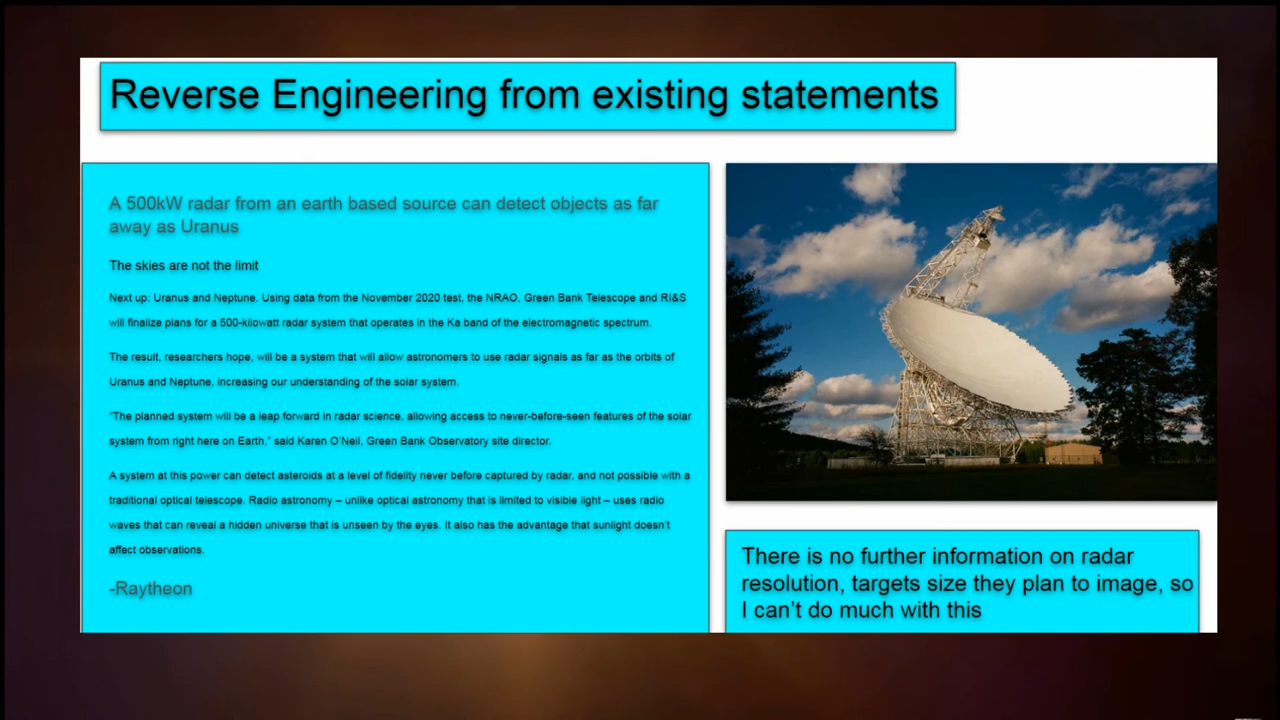 Reverse Engineering from existing statements
A 500kW radar from an earth based source can detect objects as far
away as Uranus
The skies are not the limit
Next up: Uranus and Neptune. Using data from the November 2020 test, the NRAO, Green Bank Telescope and RI&S
will finalize plans for a 500-kilowatt radar system that operates in the Ka band of the electromagnetic spectrum.
The result, researchers hope, will be a system that will allow astronomers to use radar signals as far as the orbits of
Uranus and Neptune, increasing our understanding of the solar system.
“The planned system will be a leap forward in radar science, allowing access to never-before-seen features of the solar
system from right here on Earth,” said Karen O’Neil, Green Bank Observatory site director.
A system at this power can detect asteroids at a level of fidelity never before captured by radar, and not possible with a
traditional optical telescope. Radio astronomy – unlike optical astronomy that is limited to visible light – uses radio
waves that can reveal a hidden universe that is unseen by the eyes. It also has the advantage that sunlight doesn’t
affect observations.
-Raytheon
There is no further information on radar
resolution, targets size they plan to image, so
I can’t do much with this